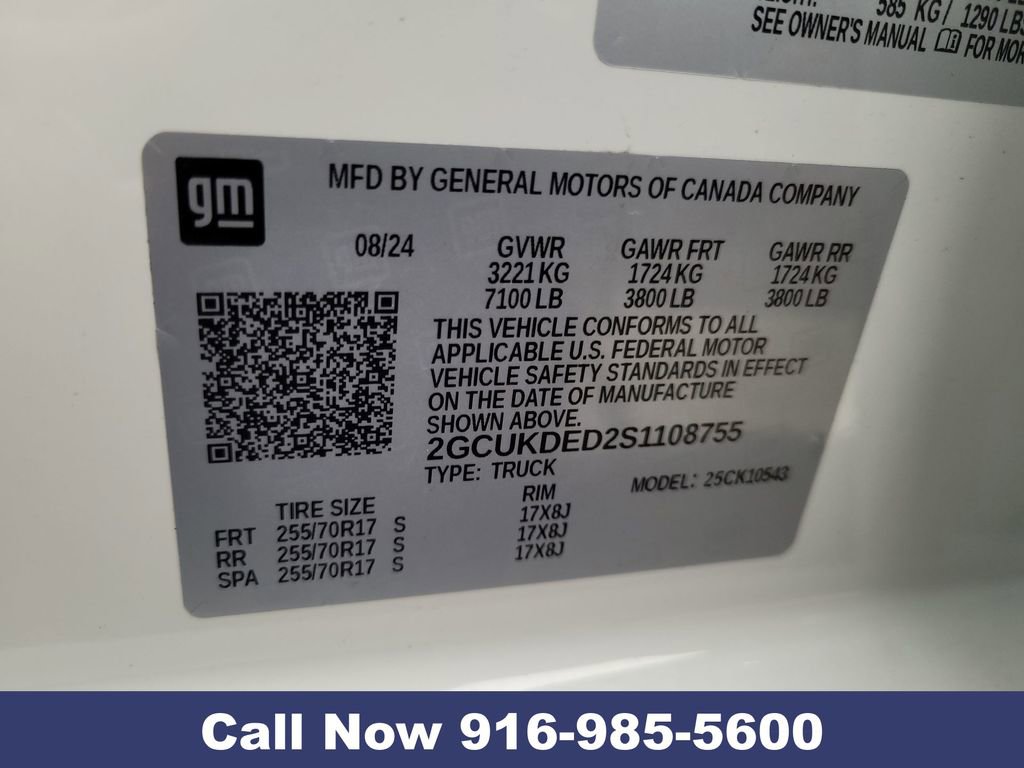 585 KG / 1290 LBS
SEE OWNER'S MANUAL FOR MOR
gm
MFD BY GENERAL MOTORS OF CANADA COMPANY
08/24 GVWR GAWR FRT GAWR RR
3221 KG 1724 KG 1724 KG
7100 LB 3800 LB 3800 LB
THIS VEHICLE CONFORMS TO ALL
APPLICABLE U.S. FEDERAL MOTOR
VEHICLE SAFETY STANDARDS IN EFFECT
ON THE DATE OF MANUFACTURE
SHOWN ABOVE.
2GCUKDED2S1108755
TYPE: TRUCK MODEL: 25CK10543
TIRE SIZE RIM
FRT 255/70R17 S 17X8J
RR 255/70R17 S 17X8J
SPA 255/70R17 S 17X8J
Call Now 916-985-5600